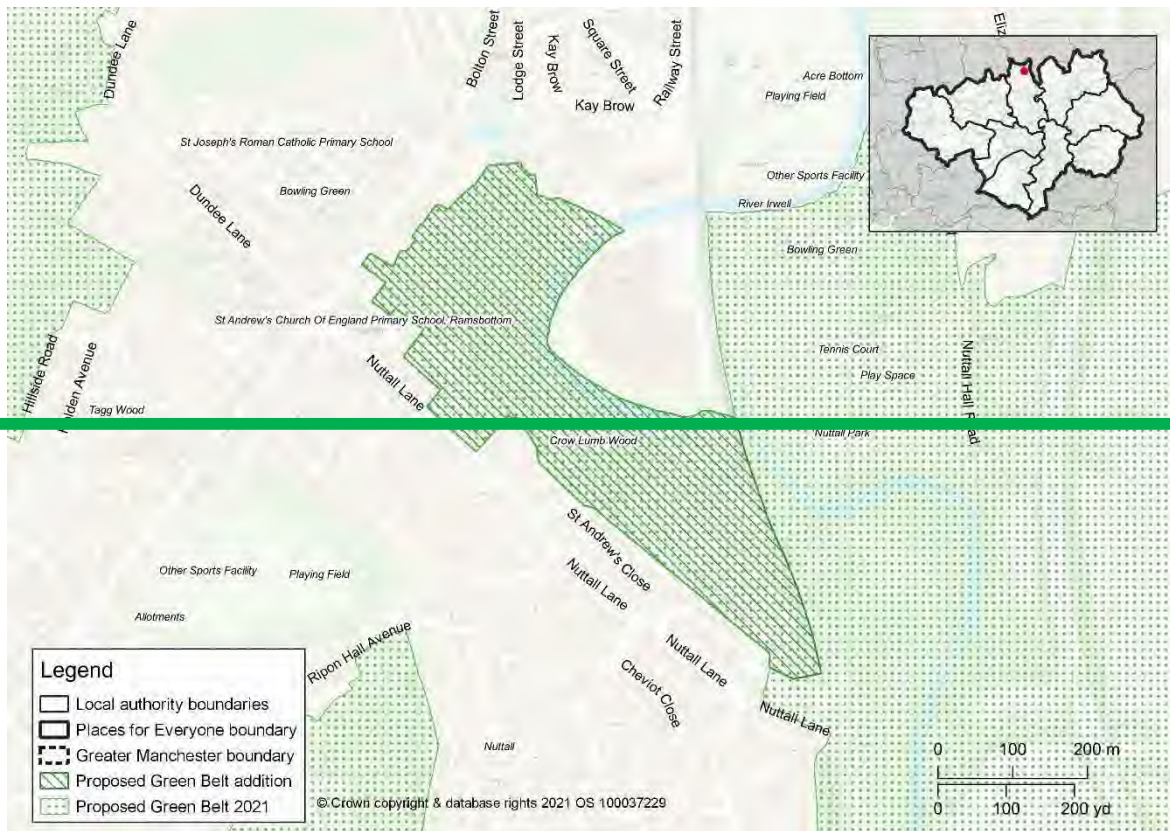 Dundee Lane
Bolton Street
Lodge Street
Kay Brow
Square Street
Railway Street
Kay Brow
Eliz
Acre Bottom
Playing Field
St Joseph's Roman Catholic Primary School
Bowling Green
Dundee Lane
Other Sports Facility
River Irwell
Bowling Green
St Andrew's Church Of England Primary School, Ramsbottom
Nuttall Lane
Hillside Road
Tagg Wood
Tennis Court
Play Space
Nuttall Hall Road
Nuttall Park
Crow Lumb Wood
St Andrew's Close
Nuttall Lane
Other Sports Facility
Playing Field
Allotments
Ripon Hall Avenue
Nuttall Lane
Cheviot Close
Nuttall Lane
Nuttall
Legend
Local authority boundaries
Places for Everyone boundary
Greater Manchester boundary
Proposed Green Belt addition
Proposed Green Belt 2021
© Crown copyright & database rights 2021 OS 100037229
0 100 200 m
0 100 200 yd